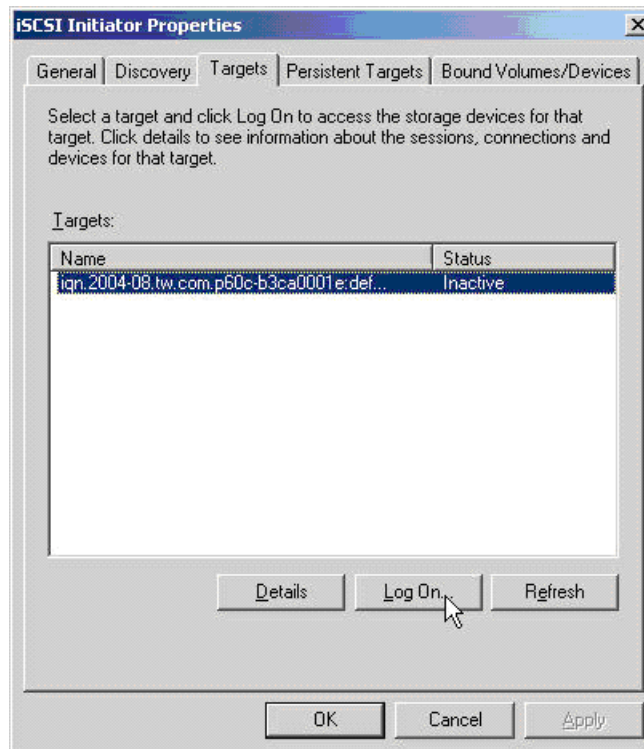 iSCSI Initiator Properties
General Discovery Targets Persistent Targets Bound Volumes/Devices
Select a target and click Log On to access the storage devices for that
target. Click details to see information about the sessions, connections and
devices for that target.
Targets:
Name Status
iqn.2004-08.tw.com.p60c-b3ca0001e:def... Inactive
Details Log On... Refresh
OK Cancel Apply